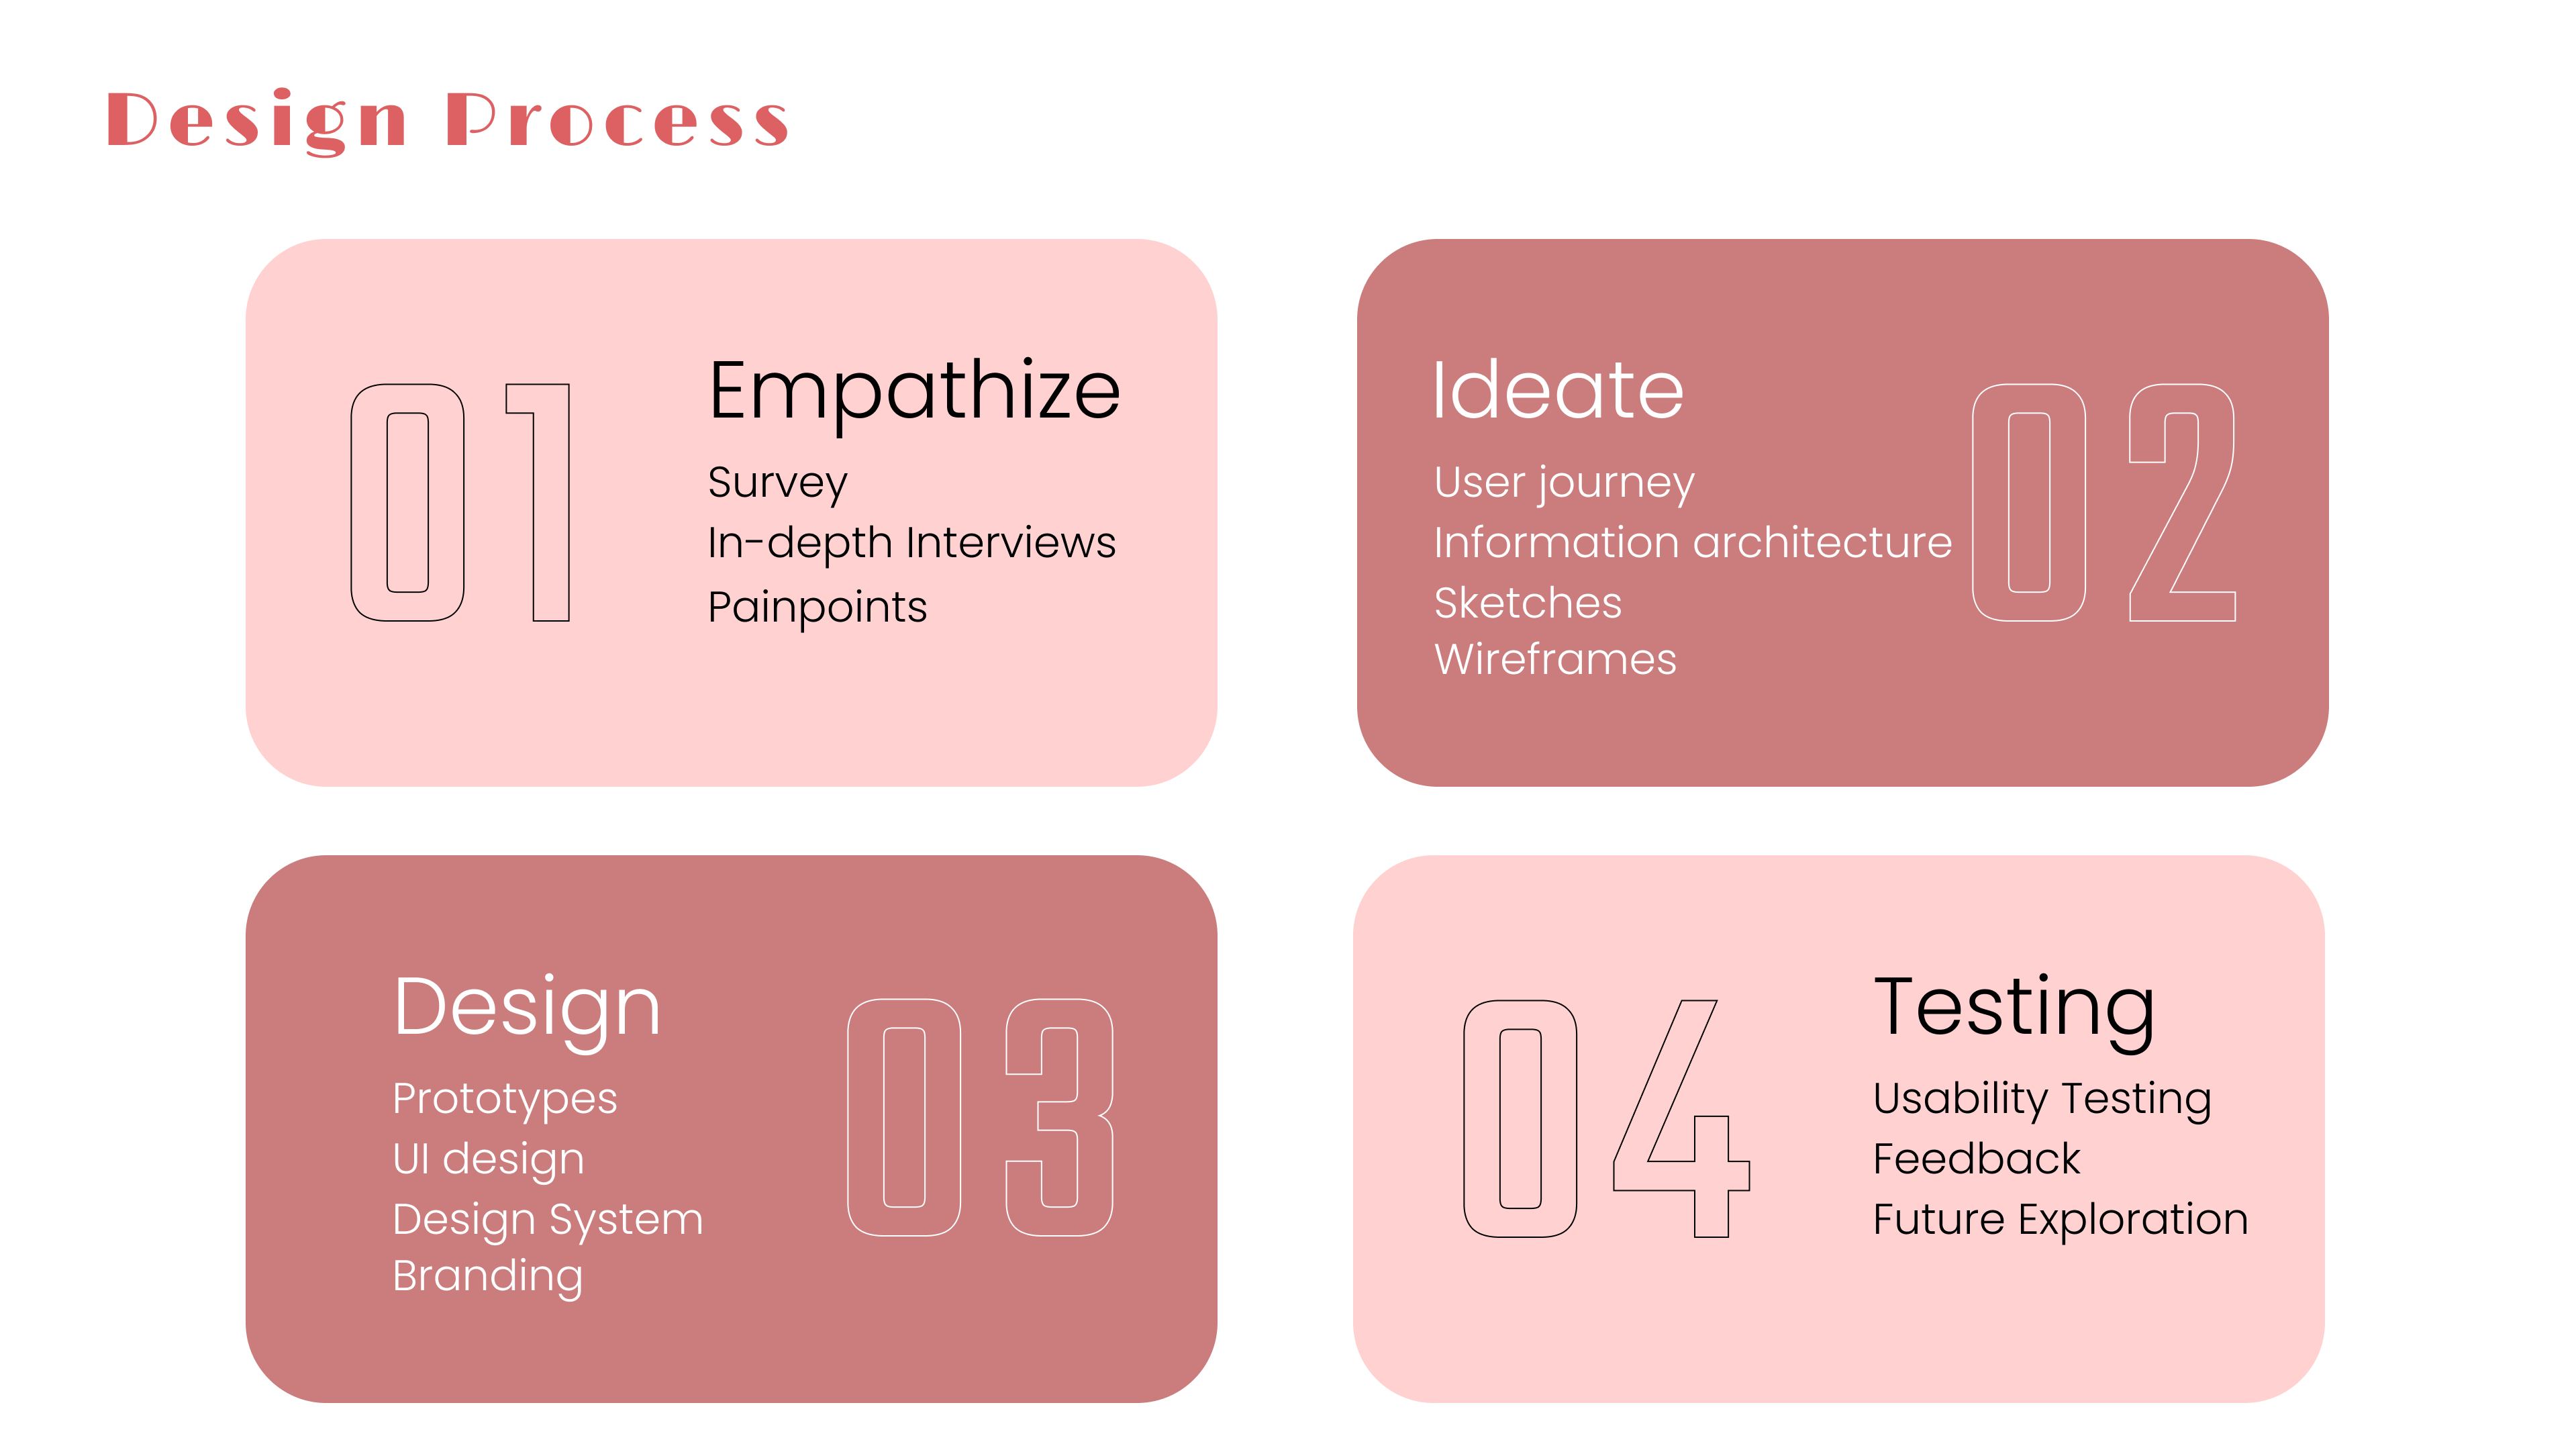 Design Process
01
Empathize
Survey
In-depth Interviews
Painpoints
Ideate
User journey
Information architecture
Sketches
Wireframes
02
Design
Prototypes
UI design
Design System
Branding
03
04
Testing
Usability Testing
Feedback
Future Exploration